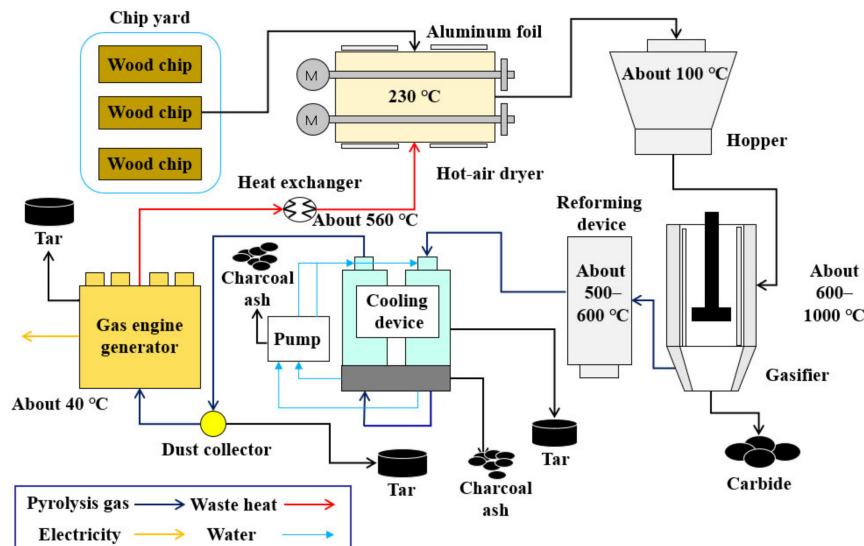 Chip yard
Wood chip
Wood chip
Wood chip
Aluminum foil
M
230 ℃
M
Hot-air dryer
About 100 ℃
Hopper
Heat exchanger
About 560 ℃
Tar
Charcoal
ash
Reforming
device
About
500–
600 ℃
About
600–
1000 ℃
Gasifier
Gas engine
generator
Pump
Cooling
device
About 40 ℃
Dust collector
Tar
Charcoal
ash
Tar
Carbide
Pyrolysis gas
Waste heat
Electricity
Water